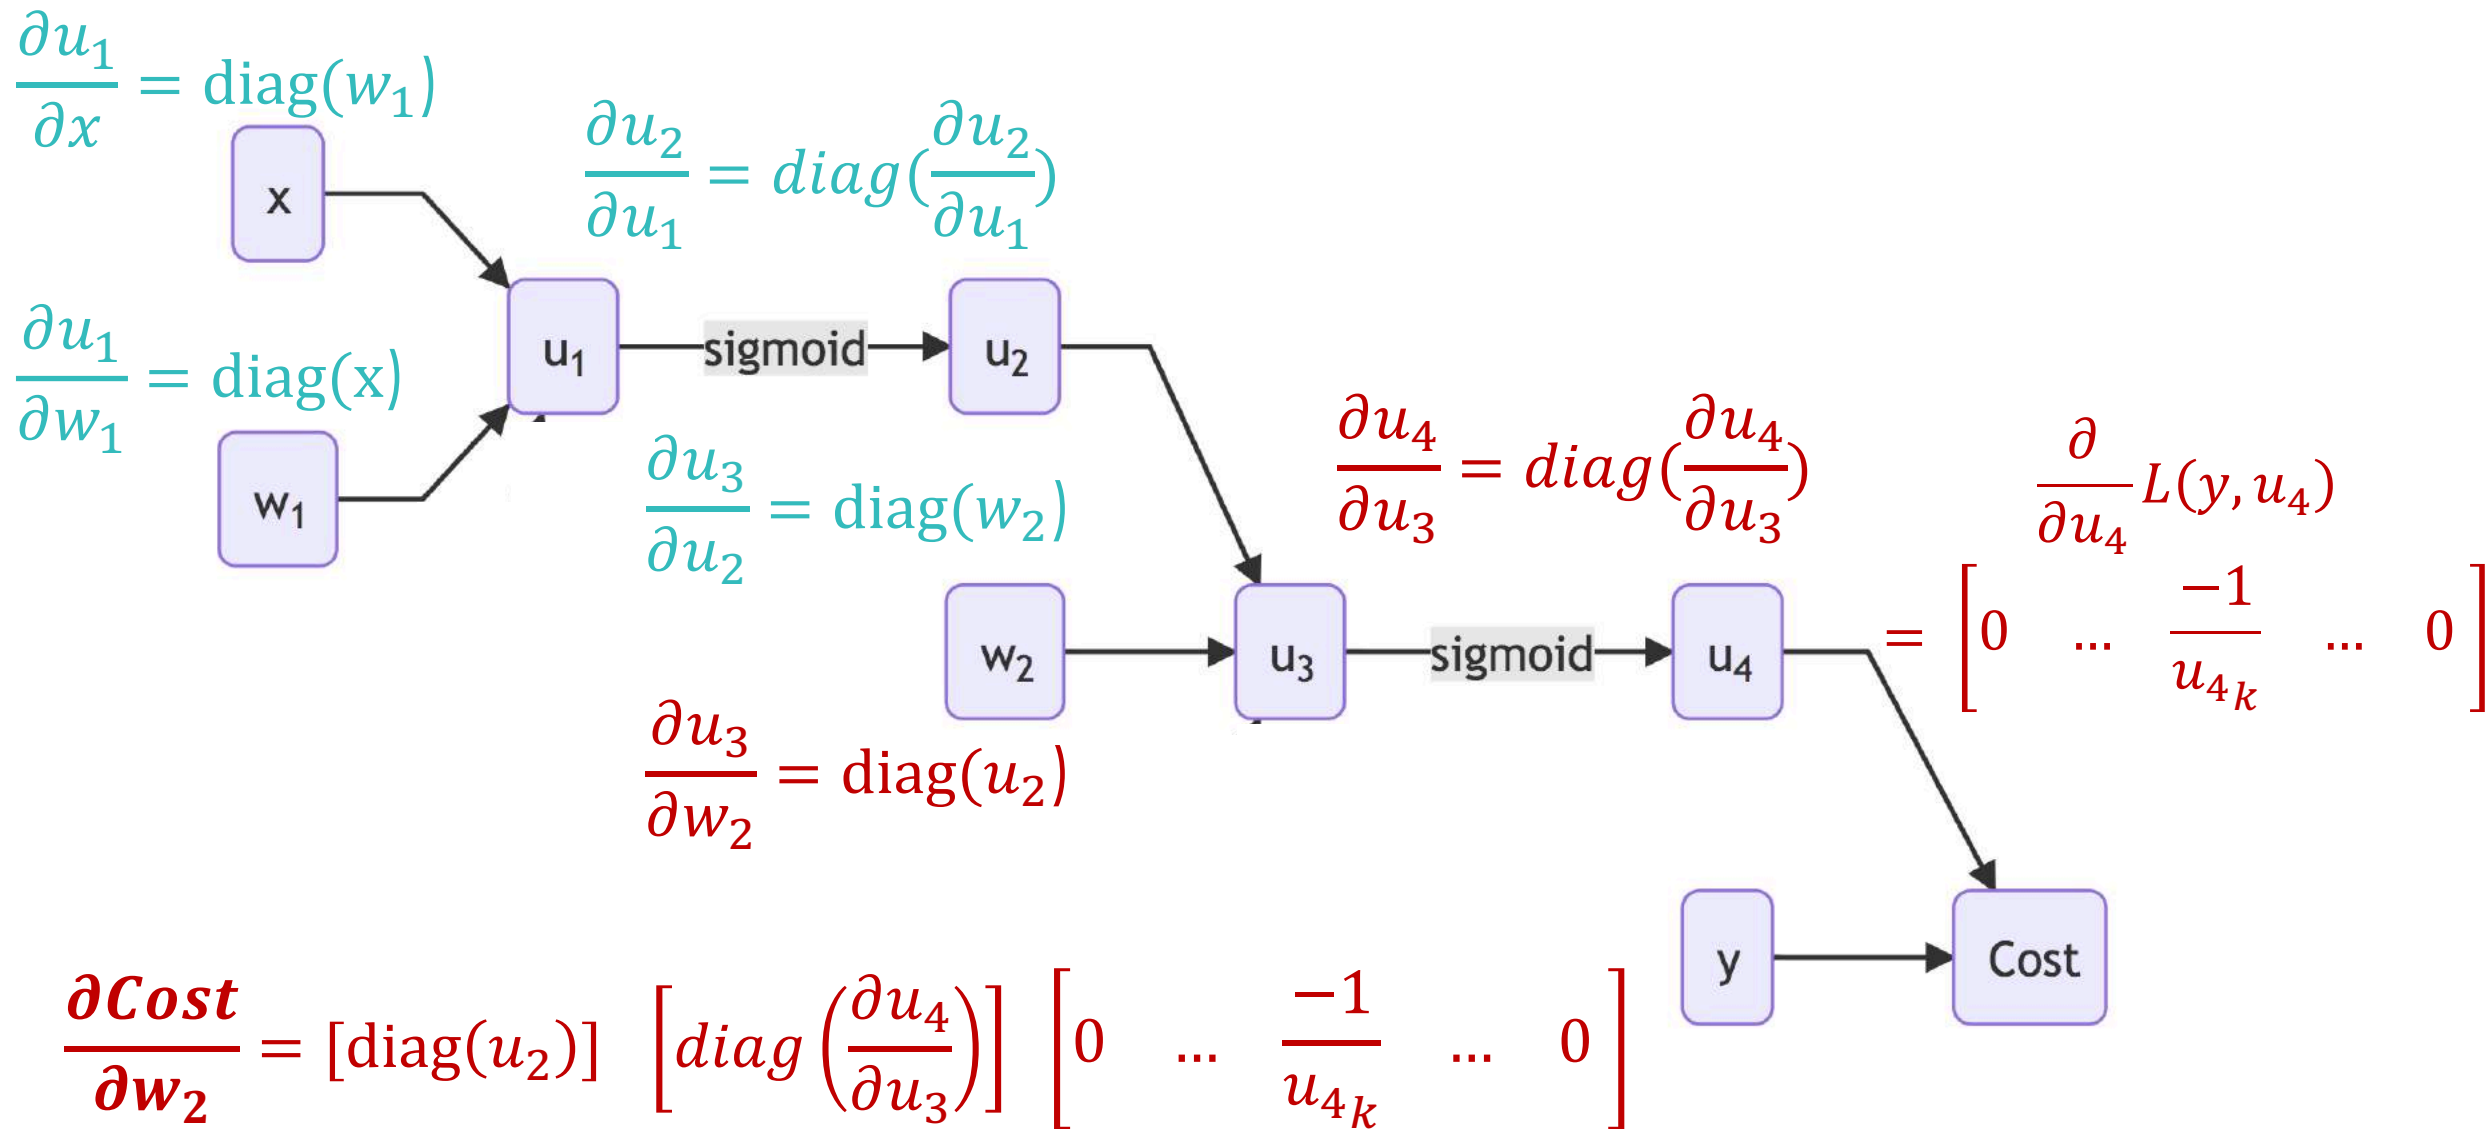 ∂u₁/∂x = diag(w₁)
x
∂u₂/∂u₁ = diag(∂u₂/∂u₁)
∂u₁/∂w₁ = diag(x)
w₁
u₁
sigmoid
u₂
∂u₃/∂u₂ = diag(w₂)
∂u₄/∂u₃ = diag(∂u₄/∂u₃)
∂/∂u₄ L(y, u₄)
= [0 … −1/u₄ₖ … 0]
w₂
u₃
sigmoid
u₄
∂u₃/∂w₂ = diag(u₂)
y
Cost
∂Cost/∂w₂ = [diag(u₂)] [diag(∂u₄/∂u₃)] [0 … −1/u₄ₖ … 0]